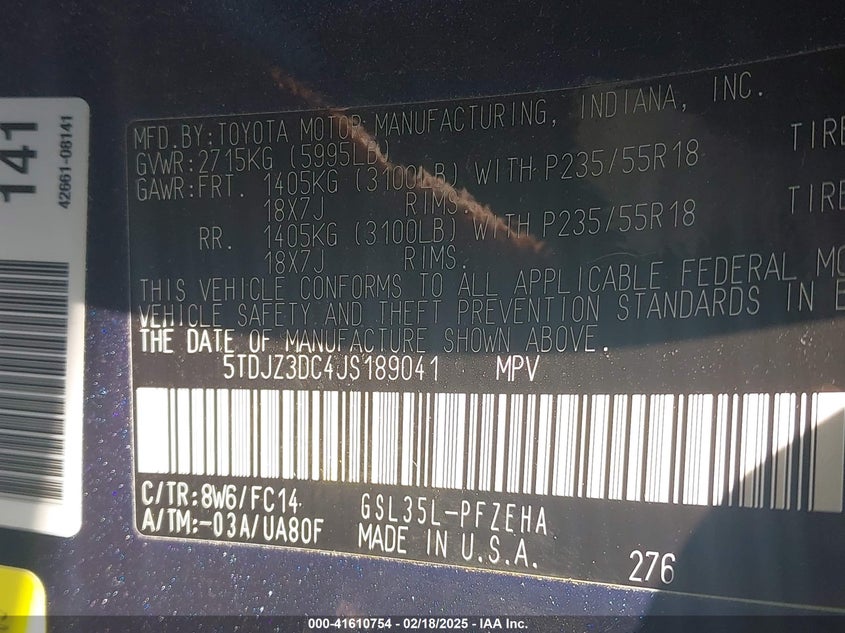 141
42661-08141
MFD.BY:TOYOTA MOTOR MANUFACTURING, INDIANA, INC.
GVWR:2715KG (5995LB)
GAWR:FRT. 1405KG (3100LB) WITH P235/55R18 TIRE
18X7J RIMS.
RR. 1405KG (3100LB) WITH P235/55R18 TIRE
18X7J RIMS.
THIS VEHICLE CONFORMS TO ALL APPLICABLE FEDERAL MO
VEHICLE SAFETY AND THEFT PREVENTION STANDARDS IN E
THE DATE OF MANUFACTURE SHOWN ABOVE.
5TDJZ3DC4JS189041 MPV
C/TR:8W6/FC14 GSL35L-PFZEHA
A/TM:-03A/UA80F MADE IN U.S.A.
276
000-41610754 - 02/18/2025 - IAA Inc.